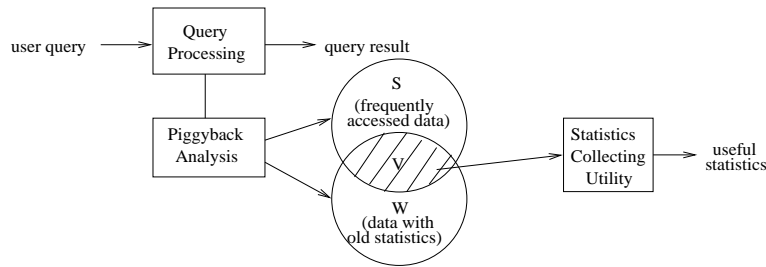 user query
Query
Processing
query result
Piggyback
Analysis
S
(frequently
accessed data)
V
W
(data with
old statistics)
Statistics
Collecting
Utility
useful
statistics